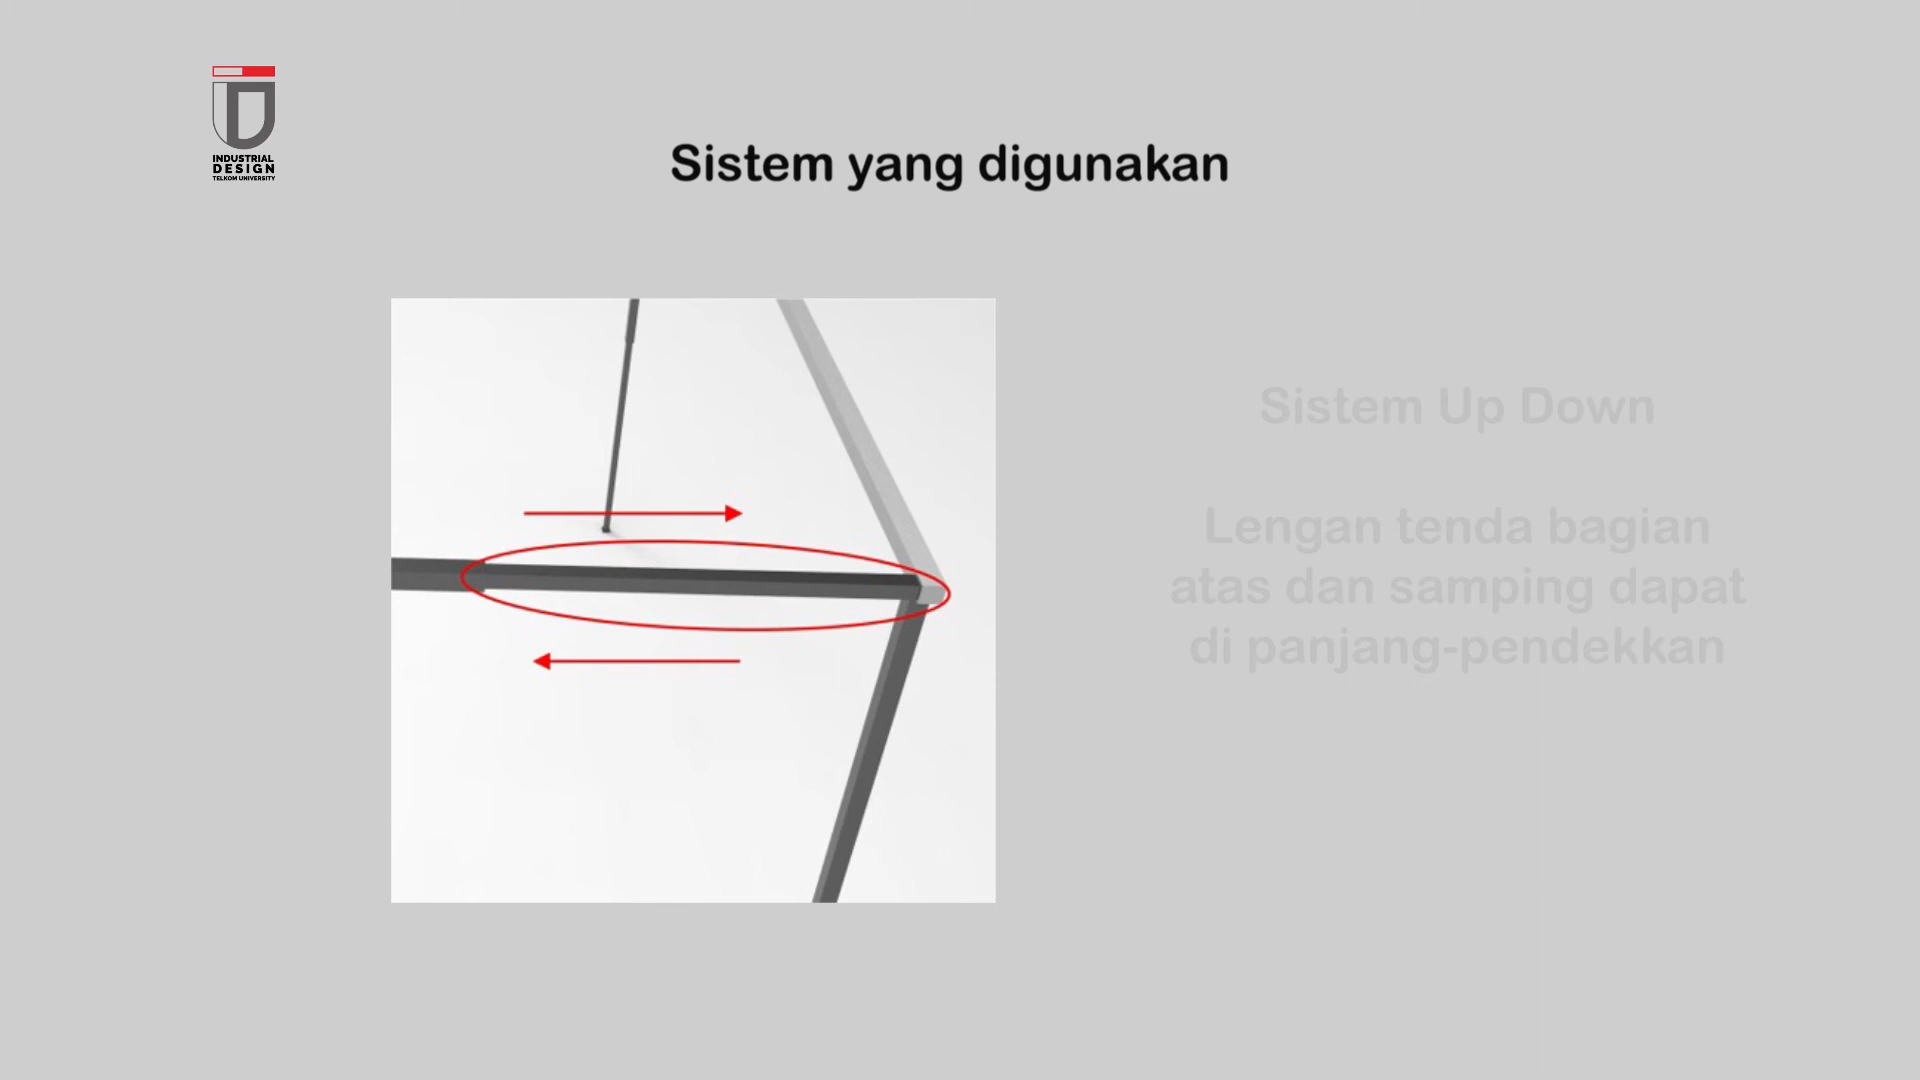 INDUSTRIAL
DESIGN
TELKOM UNIVERSITY
Sistem yang digunakan
Sistem Up Down
Lengan tenda bagian
atas dan samping dapat
di panjang-pendekkan